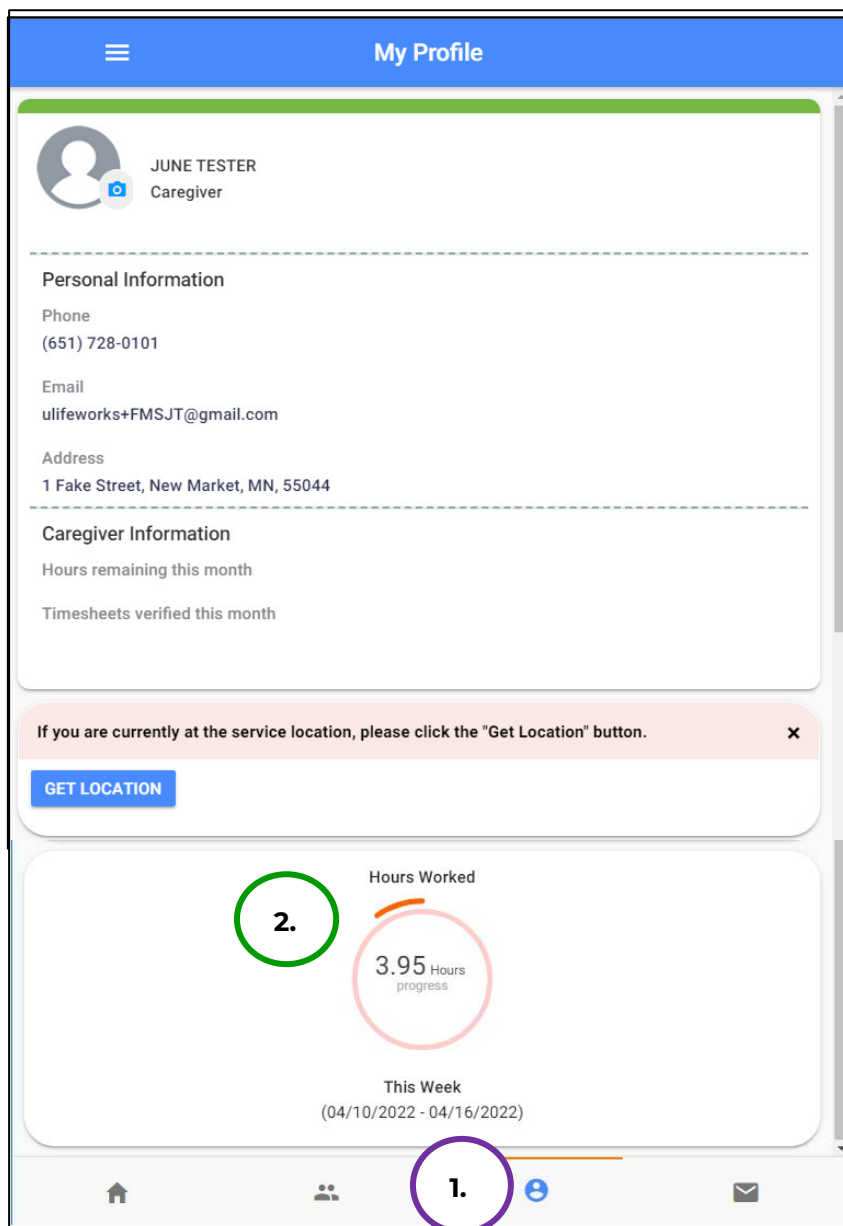 My Profile
JUNE TESTER
Caregiver
Personal Information
Phone
(651) 728-0101
Email
ulifeworks+FMSJT@gmail.com
Address
1 Fake Street, New Market, MN, 55044
Caregiver Information
Hours remaining this month
Timesheets verified this month
If you are currently at the service location, please click the "Get Location" button.
GET LOCATION
Hours Worked
2.
3.95 Hours
progress
This Week
(04/10/2022 - 04/16/2022)
1.